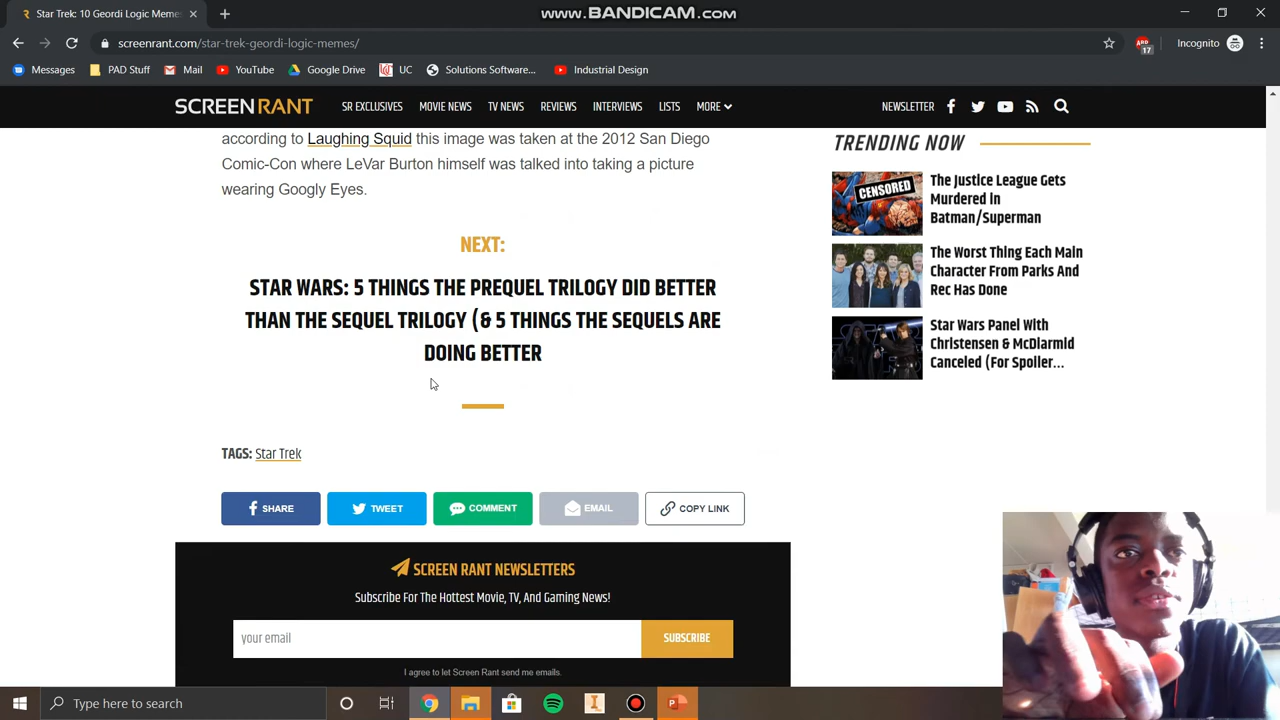 www.BANDICAM.com
Star Trek: 10 Geordi Logic Meme
screenrant.com/star-trek-geordi-logic-memes/
17
Incognito
Messages
PAD Stuff
Mail
YouTube
Google Drive
UC
Solutions Software...
Industrial Design
SCREENRANT
SR EXCLUSIVES
MOVIE NEWS
TV NEWS
REVIEWS
INTERVIEWS
LISTS
MORE
NEWSLETTER
according to Laughing Squid this image was taken at the 2012 San Diego
Comic-Con where LeVar Burton himself was talked into taking a picture
wearing Googly Eyes.
NEXT:
STAR WARS: 5 THINGS THE PREQUEL TRILOGY DID BETTER
THAN THE SEQUEL TRILOGY (& 5 THINGS THE SEQUELS ARE
DOING BETTER
TAGS: Star Trek
SHARE
TWEET
COMMENT
EMAIL
COPY LINK
SCREEN RANT NEWSLETTERS
Subscribe For The Hottest Movie, TV, And Gaming News!
your email
SUBSCRIBE
I agree to let Screen Rant send me emails.
TRENDING NOW
CENSORED
The Justice League Gets
Murdered in
Batman/Superman
The Worst Thing Each Main
Character From Parks And
Rec Has Done
Star Wars Panel With
Christensen & McDiarmid
Canceled (For Spoiler...
Type here to search